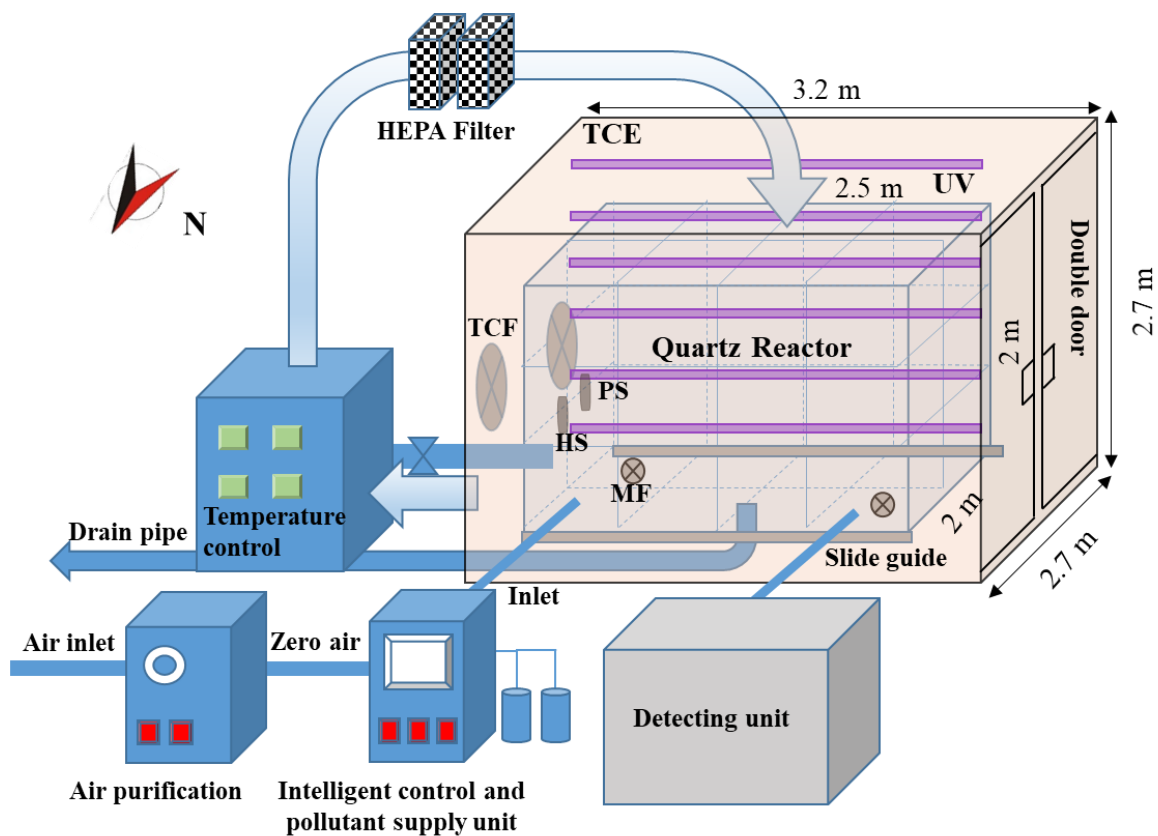 HEPA Filter
3.2 m
TCE
UV
2.5 m
N
Double door
2.7 m
TCF
Quartz Reactor
2 m
PS
HS
MF
Temperature
control
2 m
Drain pipe
Slide guide
2.7 m
Inlet
Air inlet
Zero air
Detecting unit
Air purification
Intelligent control and
pollutant supply unit